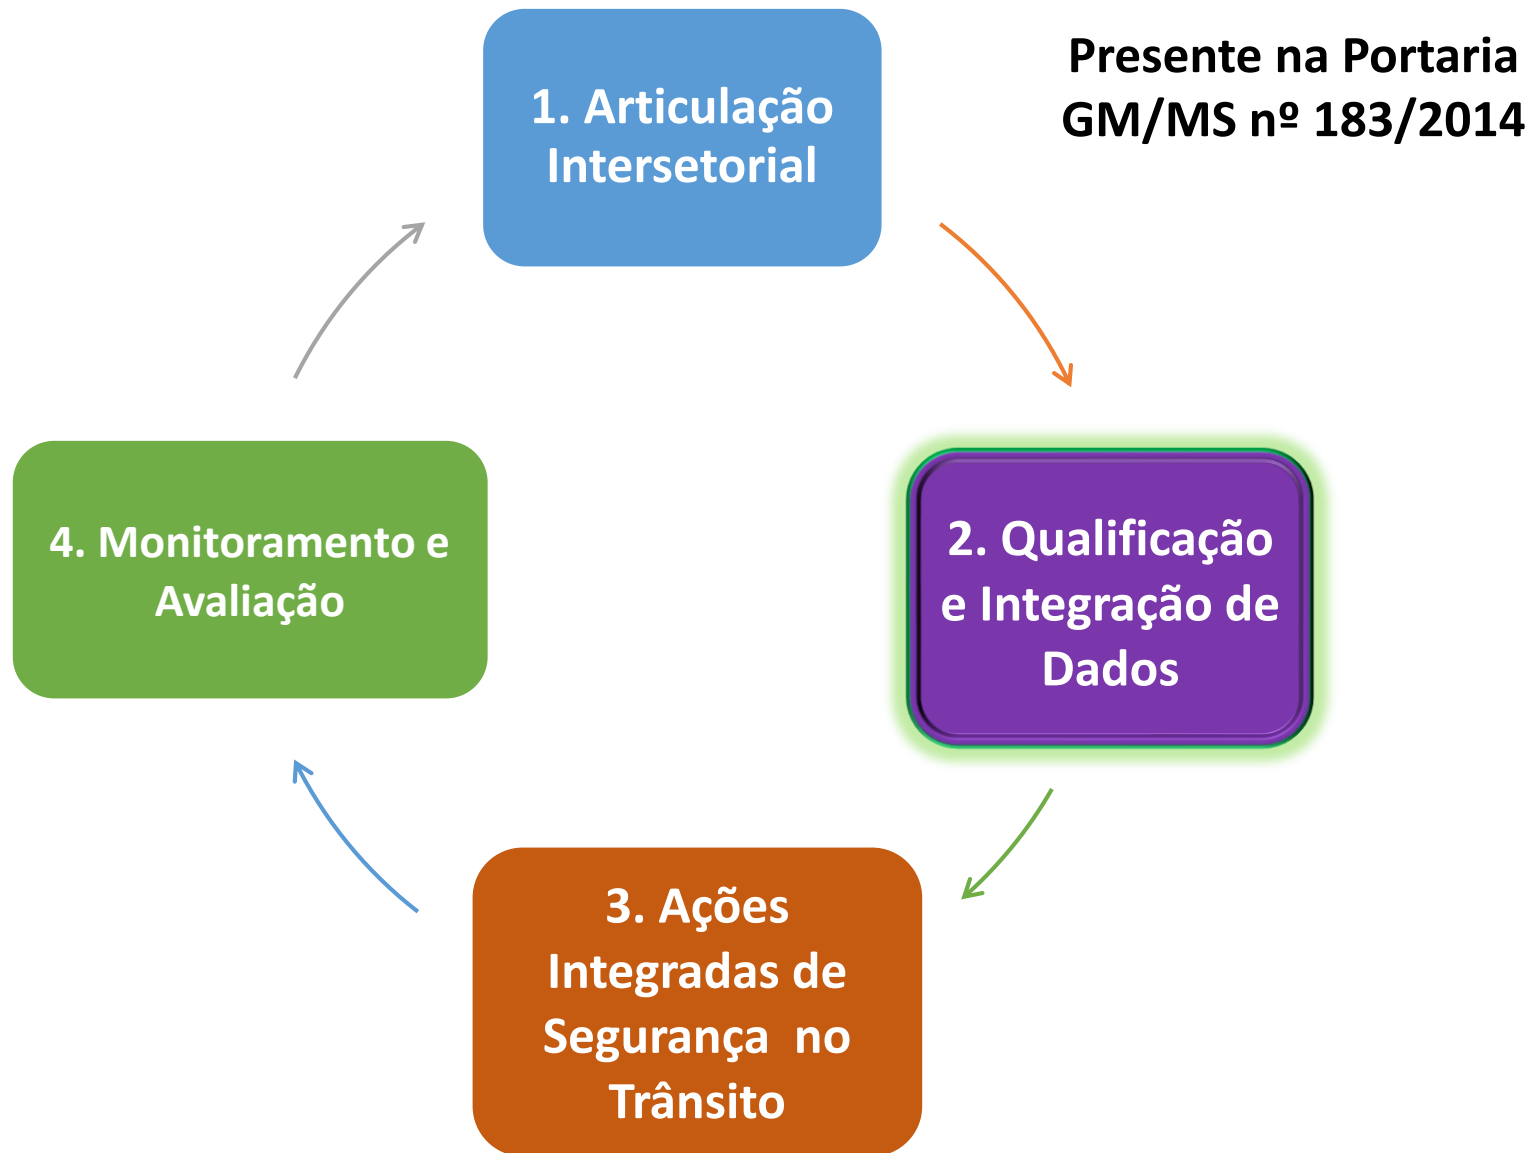 1. Articulação
Intersetorial
Presente na Portaria
GM/MS nº 183/2014
2. Qualificação
e Integração de
Dados
3. Ações
Integradas de
Segurança  no
Trânsito
4. Monitoramento e
Avaliação